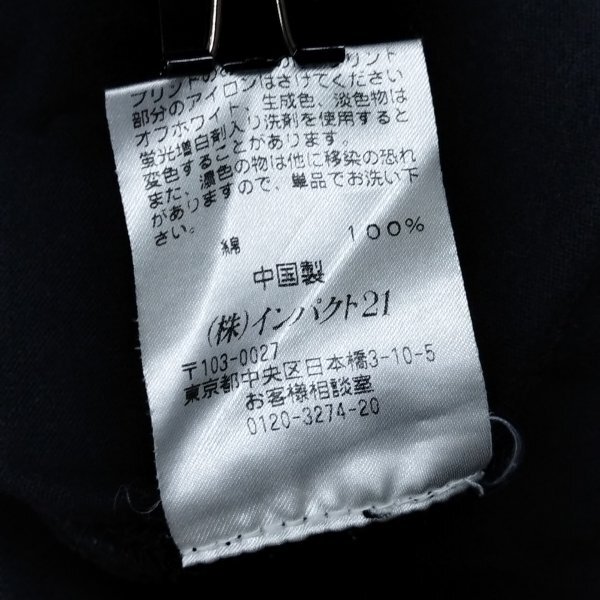 プリントの
部分のアイロンはさけてください
オフホワイト、生成色、淡色物は
蛍光増白剤入り洗剤を使用すると
変色することがあります。
また、濃色の物は他に移染の恐れ
がありますので、単品でお洗い下
さい。
綿 100%
中国製
(株)インパクト21
〒103-0027
東京都中央区日本橋3-10-5
お客様相談室
0120-3274-20